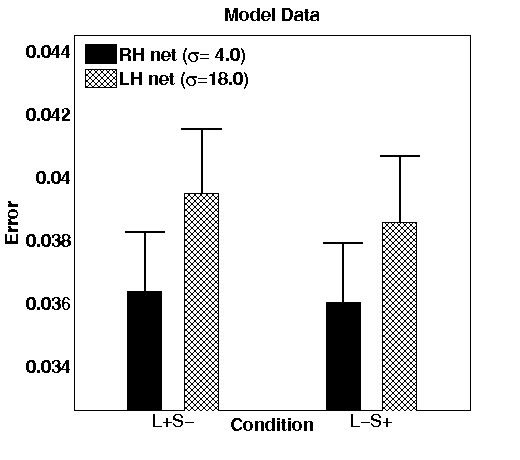 Model Data
0.044
0.042
0.04
0.038
0.036
0.034
Error
RH net (σ= 4.0)
LH net (σ=18.0)
L+S−
L−S+
Condition